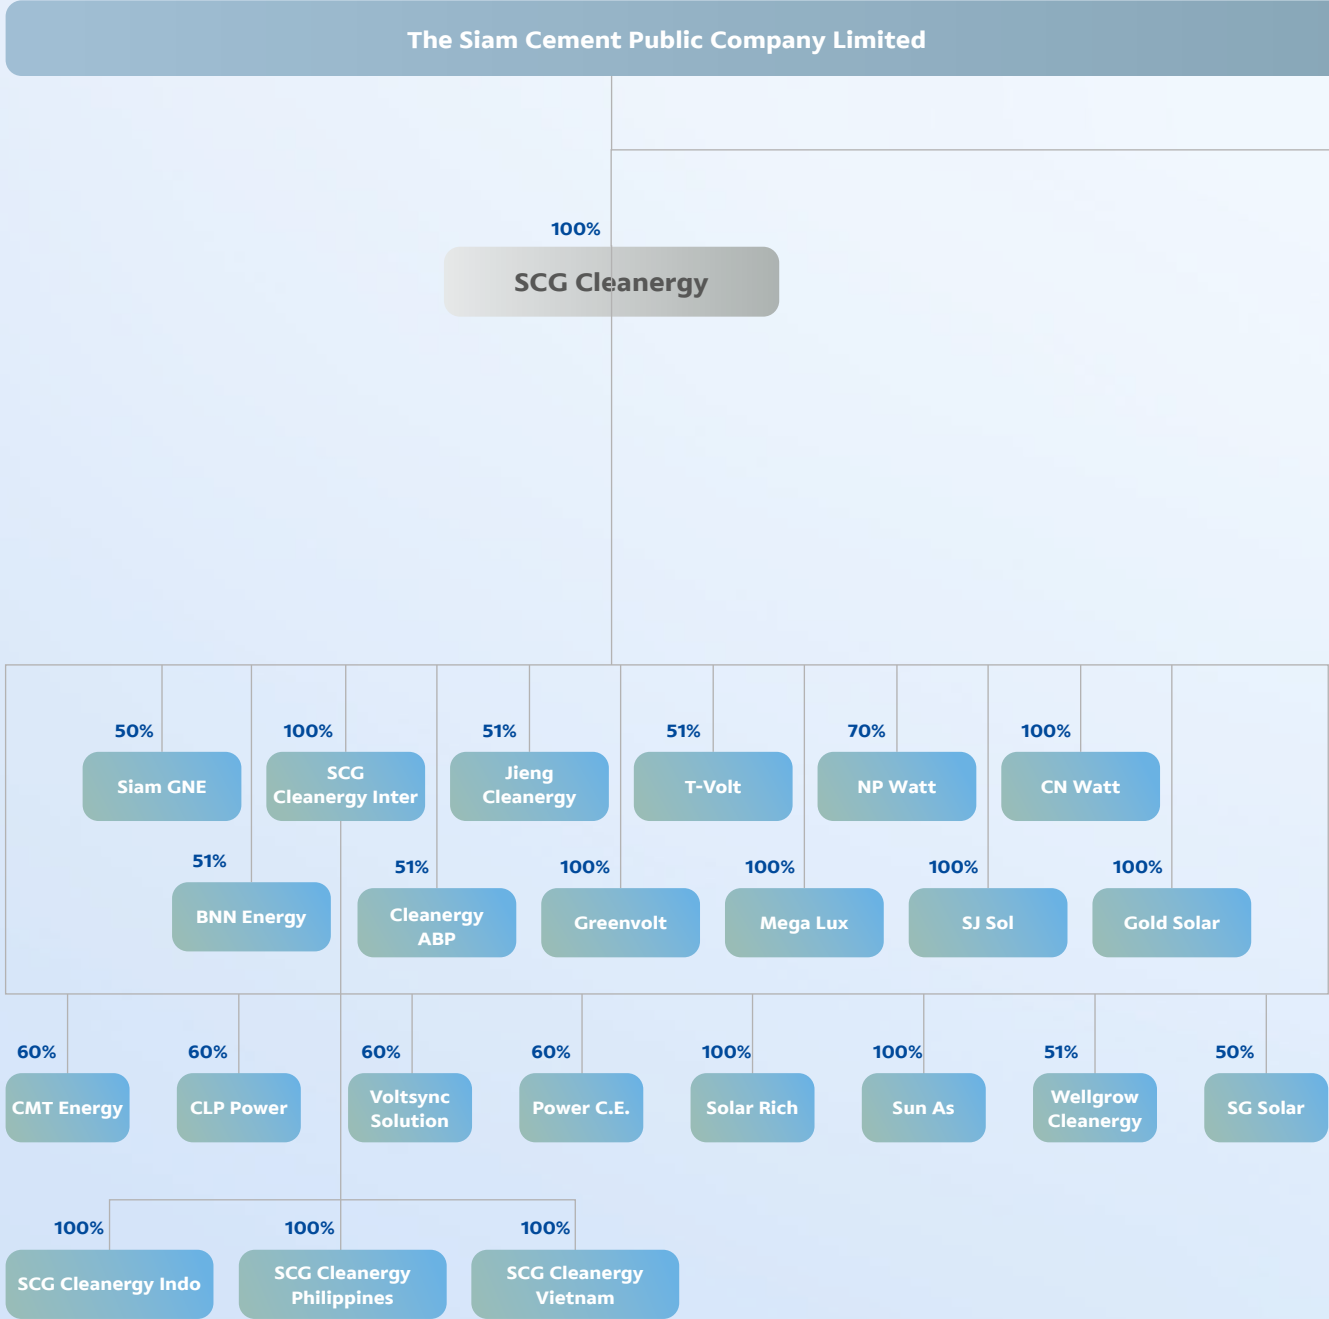 The Siam Cement Public Company Limited
100%
SCG Cleanergy
50%
100%
51%
51%
70%
100%
Siam GNE
SCG
Cleanergy Inter
Jieng
Cleanergy
T-Volt
NP Watt
CN Watt
51%
51%
100%
100%
100%
100%
BNN Energy
Cleanergy
ABP
Greenvolt
Mega Lux
SJ Sol
Gold Solar
60%
60%
60%
60%
100%
100%
51%
50%
CMT Energy
CLP Power
Voltsync
Solution
Power C.E.
Solar Rich
Sun As
Wellgrow
Cleanergy
SG Solar
100%
100%
100%
SCG Cleanergy Indo
SCG Cleanergy
Philippines
SCG Cleanergy
Vietnam